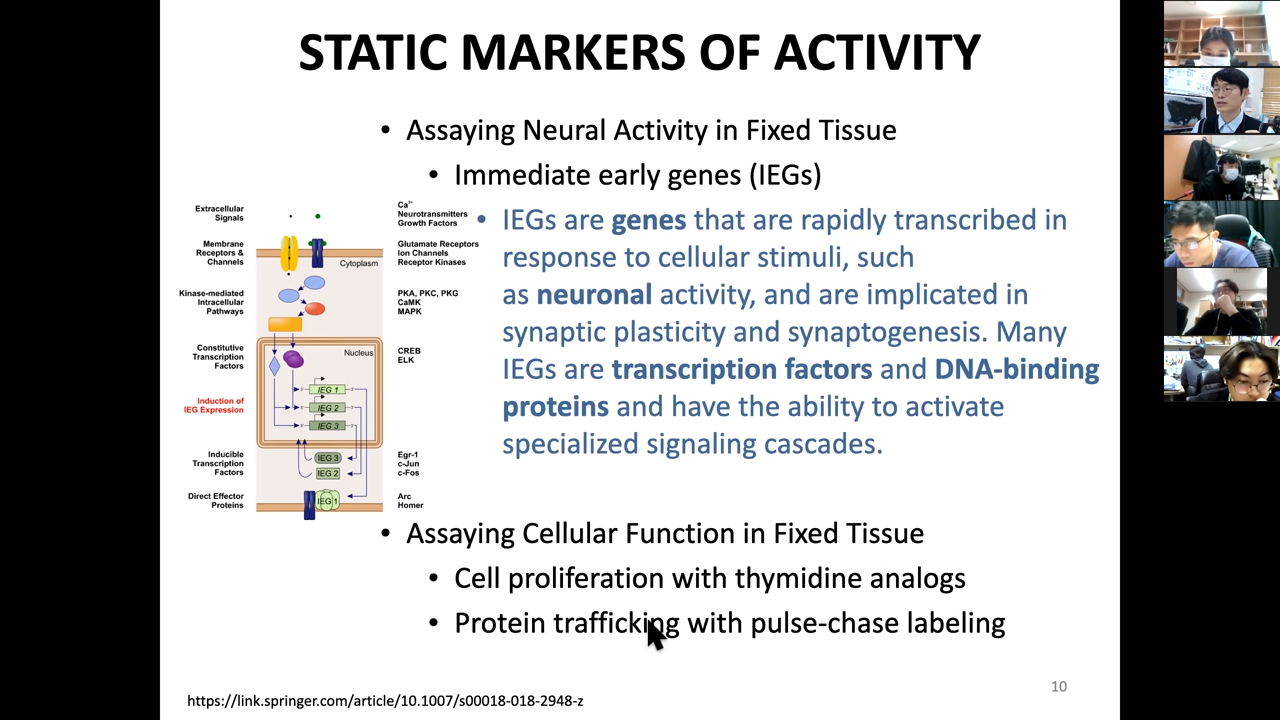 STATIC MARKERS OF ACTIVITY
• Assaying Neural Activity in Fixed Tissue
• Immediate early genes (IEGs)
• IEGs are genes that are rapidly transcribed in
response to cellular stimuli, such
as neuronal activity, and are implicated in
synaptic plasticity and synaptogenesis. Many
IEGs are transcription factors and DNA-binding
proteins and have the ability to activate
specialized signaling cascades.
Extracellular
Signals
Ca2+
Neurotransmitters
Growth Factors
Membrane
Receptors &
Channels
Cytoplasm
Glutamate Receptors
Ion Channels
Receptor Kinases
Kinase-mediated
Intracellular
Pathways
PKA, PKC, PKG
CaMK
MAPK
Constitutive
Transcription
Factors
Nucleus
CREB
ELK
Induction of
IEG Expression
IEG 1
IEG 2
IEG 3
Inducible
Transcription
Factors
IEG 3
IEG 2
Egr-1
c-Jun
c-Fos
Direct Effector
Proteins
IEG 1
Arc
Homer
• Assaying Cellular Function in Fixed Tissue
• Cell proliferation with thymidine analogs
• Protein trafficking with pulse-chase labeling
10
https://link.springer.com/article/10.1007/s00018-018-2948-z